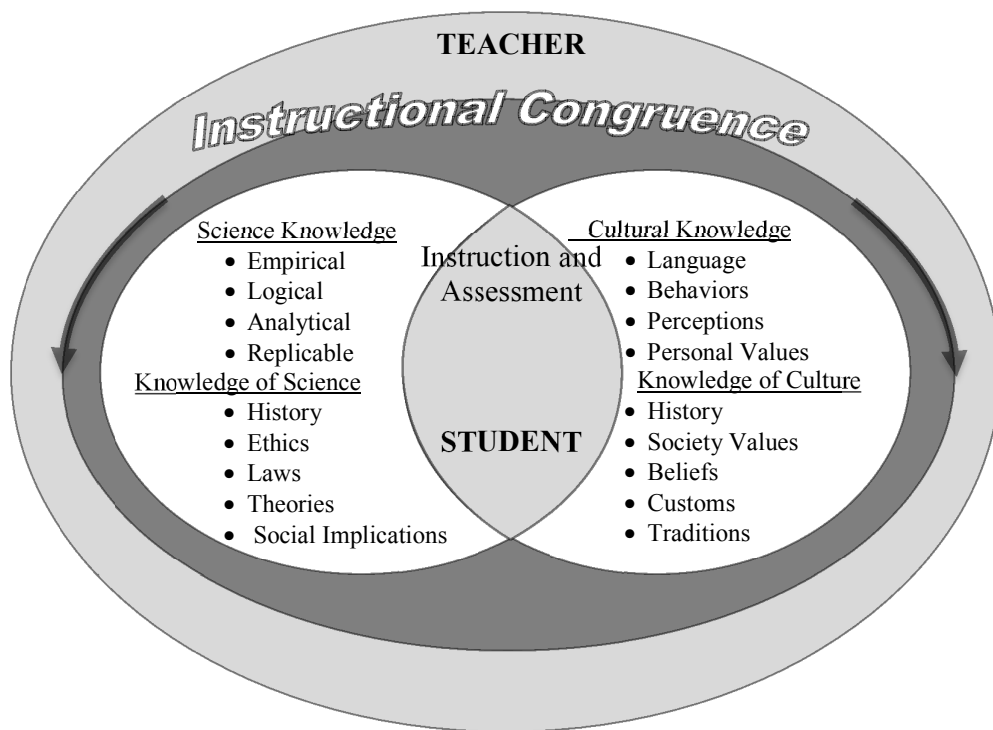 TEACHER
Instructional Congruence
Science Knowledge
• Empirical
• Logical
• Analytical
• Replicable
Knowledge of Science
• History
• Ethics
• Laws
• Theories
• Social Implications
Instruction and
Assessment
STUDENT
Cultural Knowledge
• Language
• Behaviors
• Perceptions
• Personal Values
Knowledge of Culture
• History
• Society Values
• Beliefs
• Customs
• Traditions